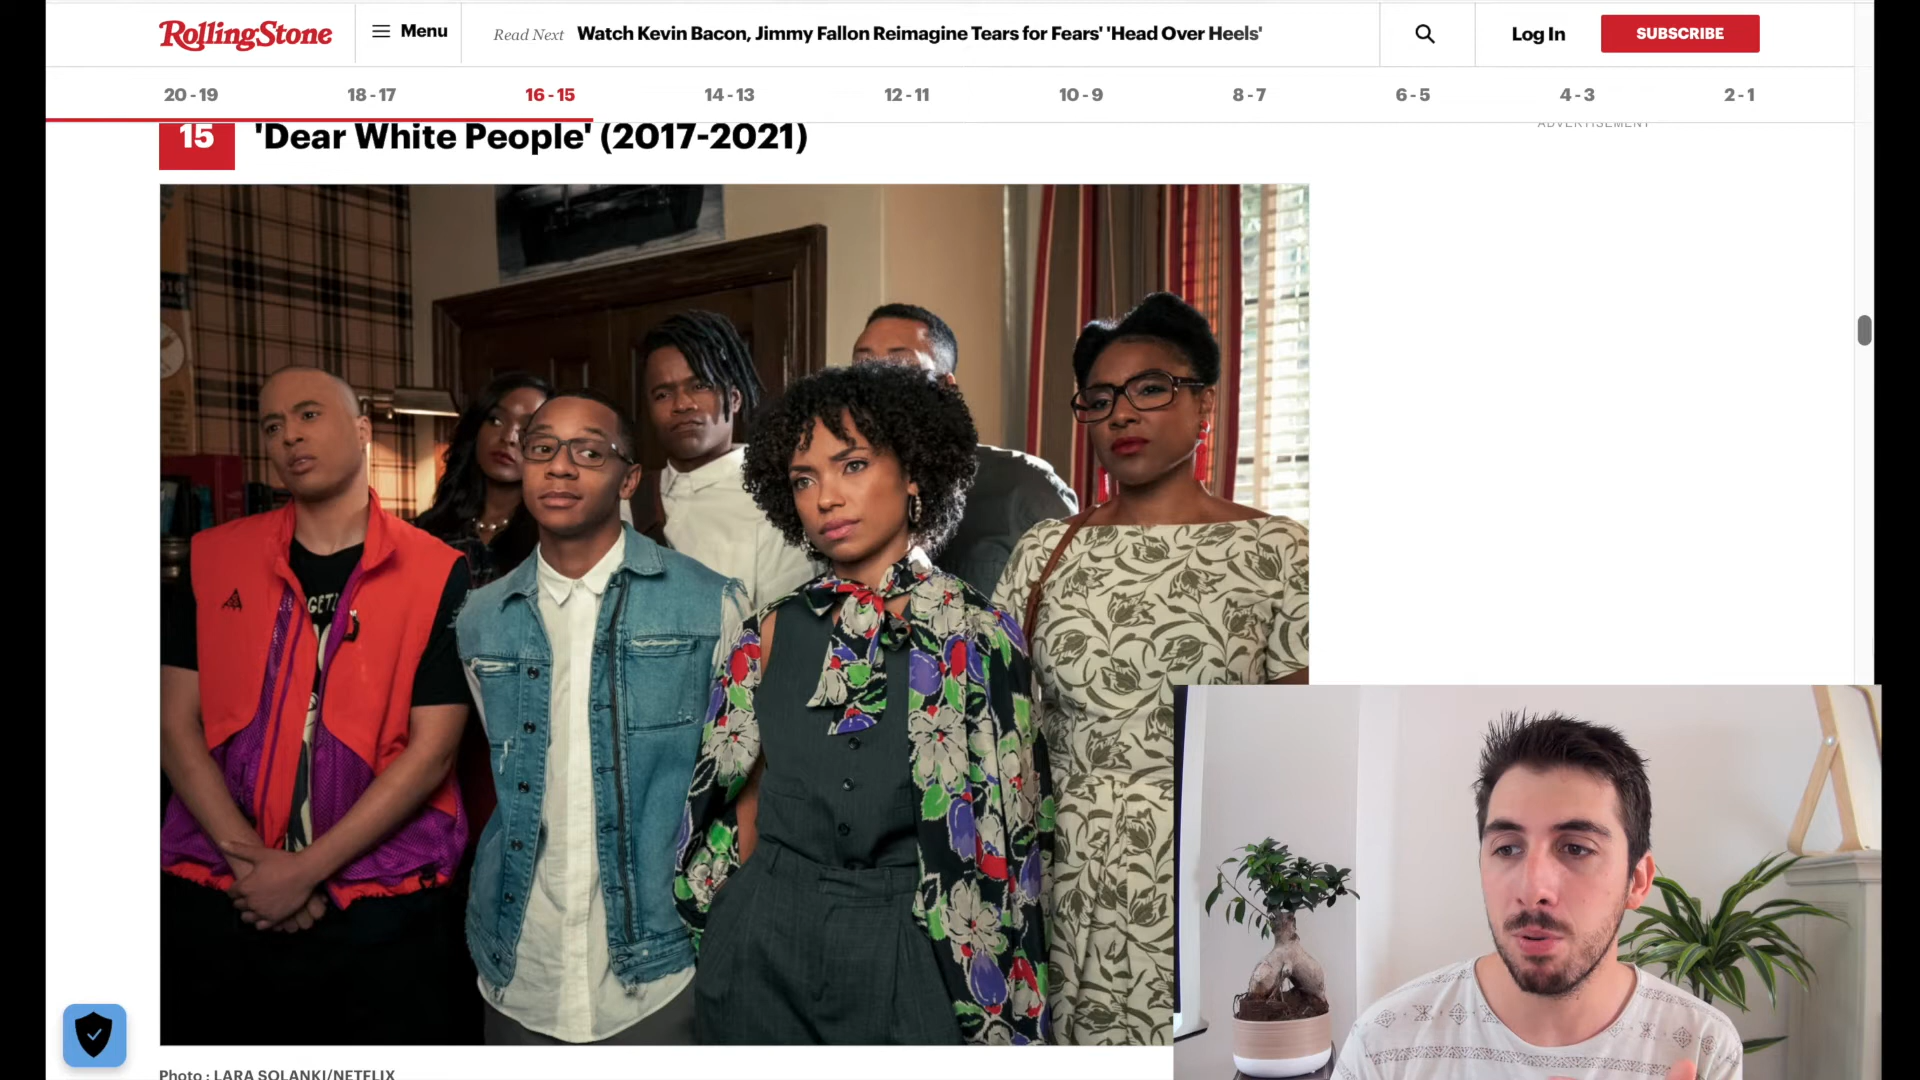 RollingStone
Menu
Read Next Watch Kevin Bacon, Jimmy Fallon Reimagine Tears for Fears' 'Head Over Heels'
Log In
SUBSCRIBE
20-19
18-17
16-15
14-13
12-11
10-9
8-7
6-5
4-3
2-1
ADVERTISEMENT
15
'Dear White People' (2017-2021)
Photo : LARA SOLANKI/NETFLIX